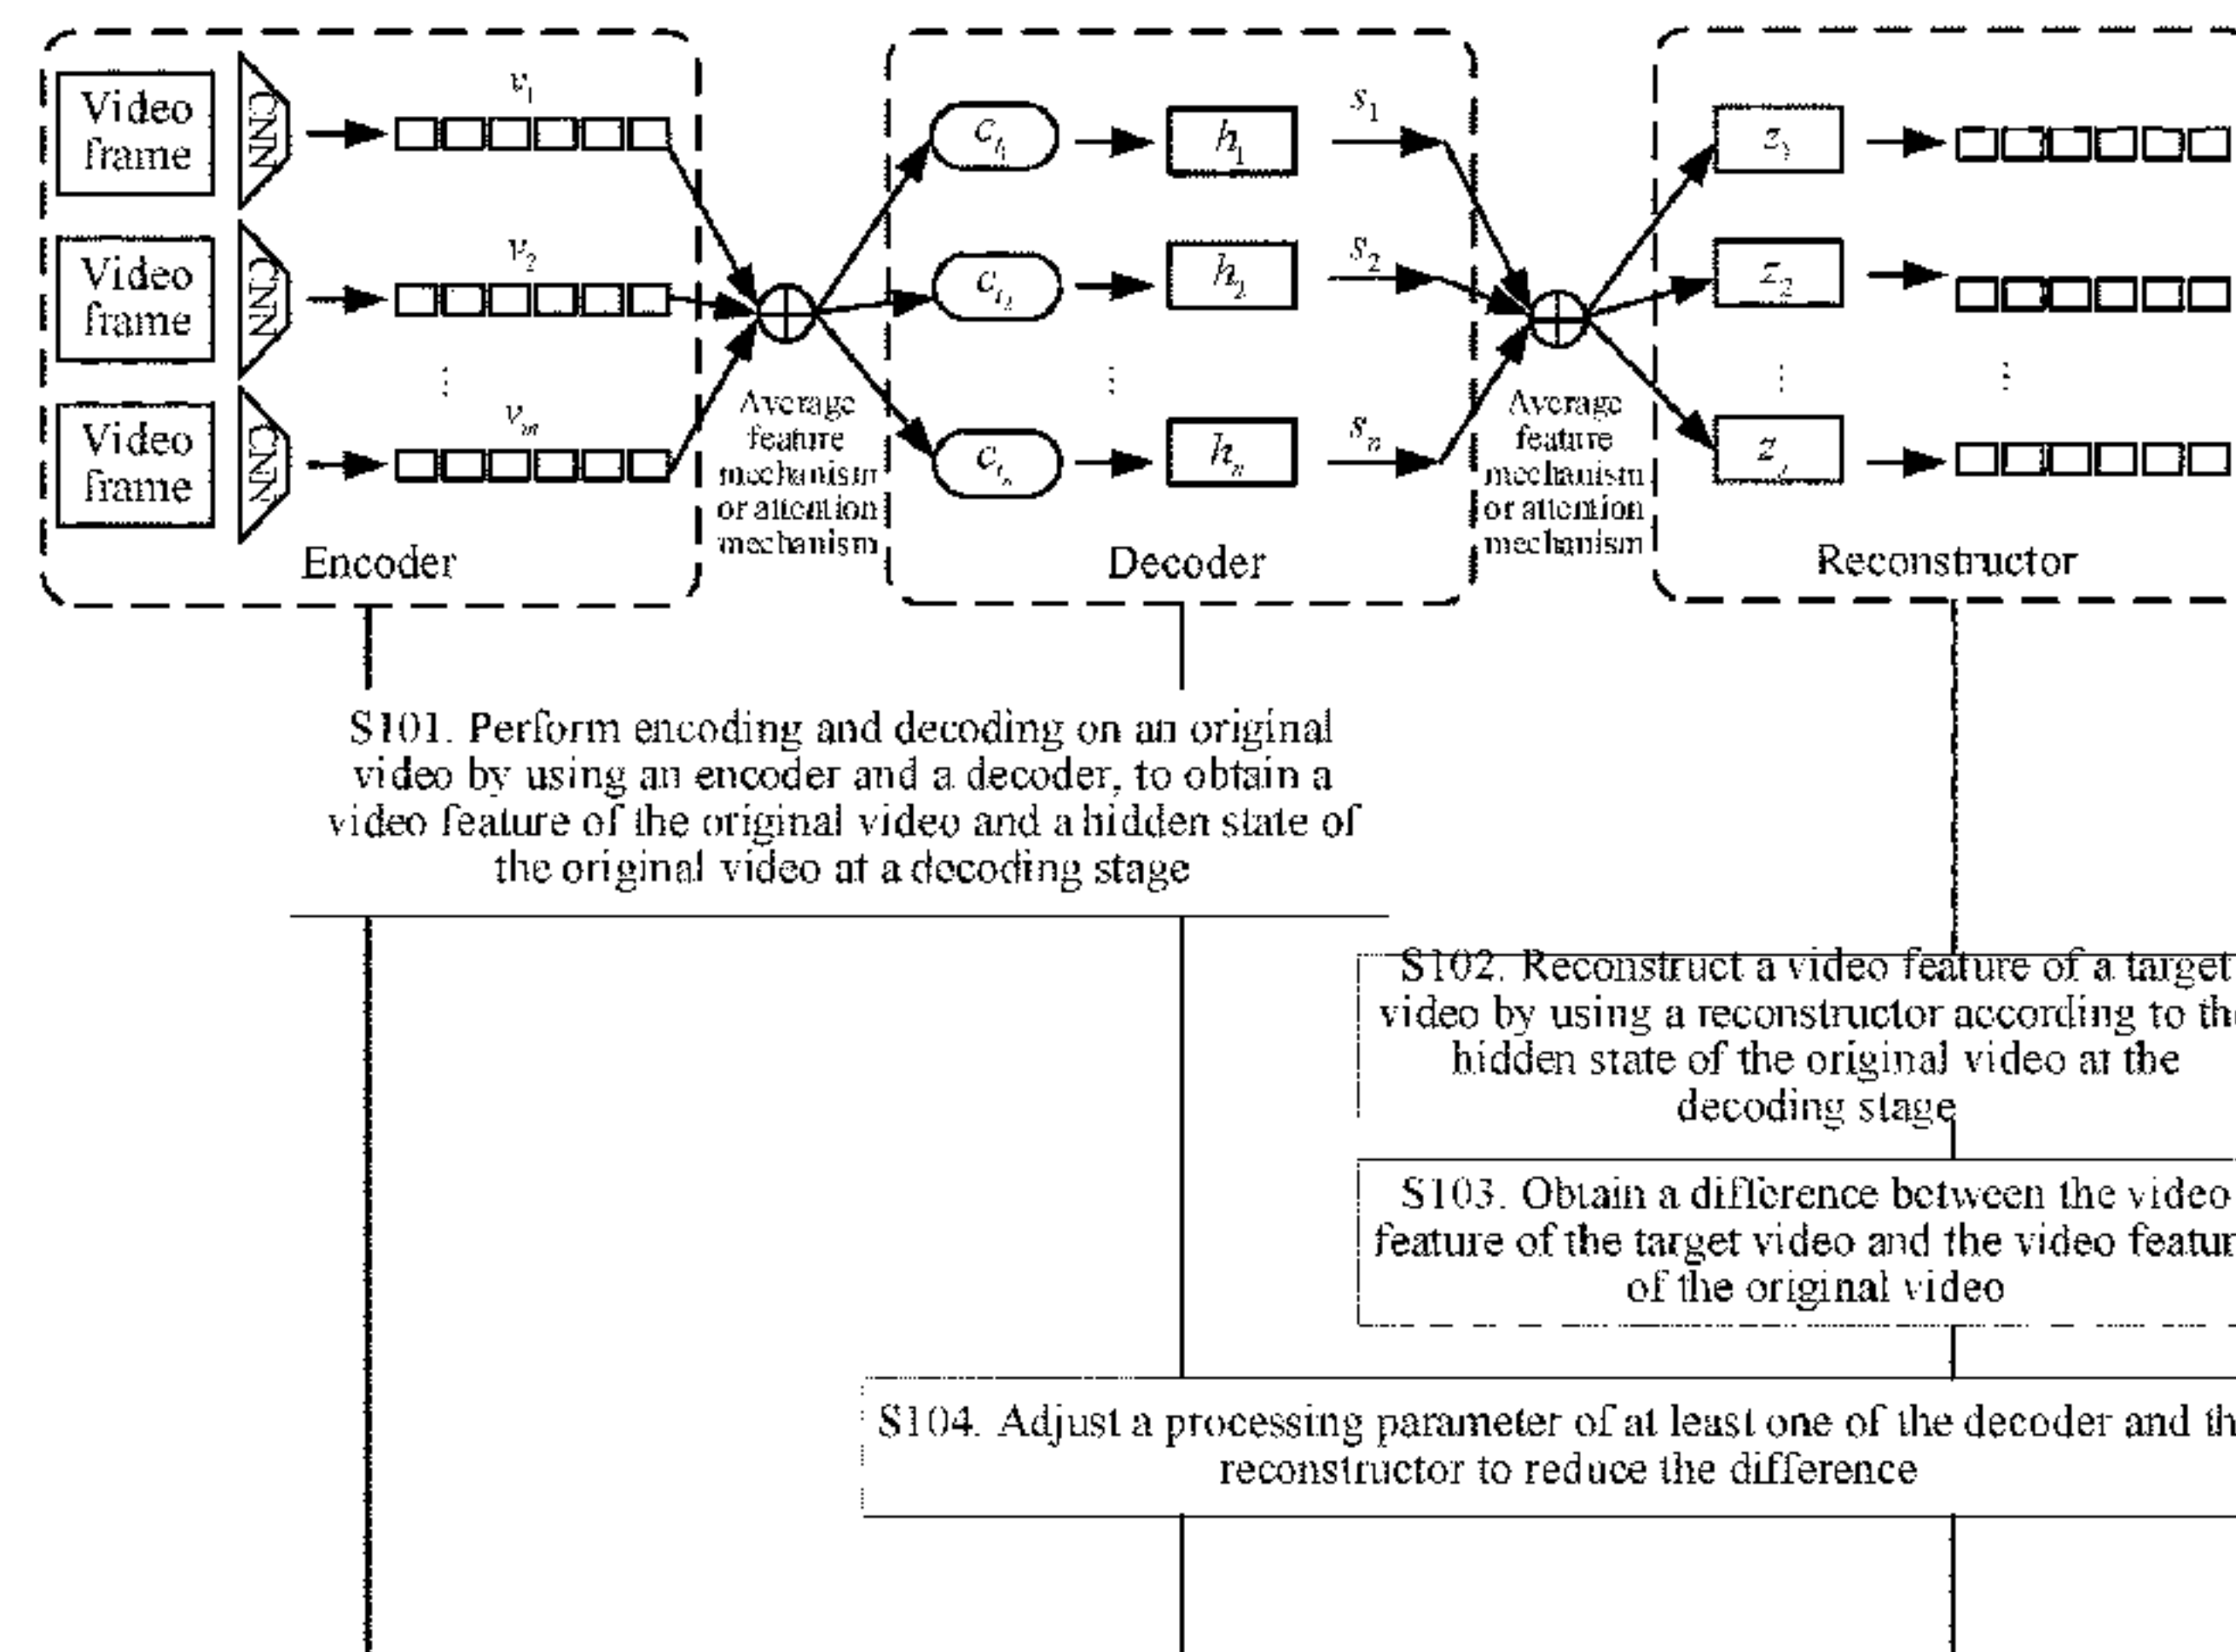 Video
frame
CNN
v1
c_t1
h1
s1
z1
Video
frame
CNN
v2
c_t2
h2
s2
z2
⋮
⋮
⋮
⋮
Video
frame
CNN
vm
c_tn
hn
sn
Average
feature
mechanism
or attention
mechanism
Average
feature
mechanism
or attention
mechanism
Encoder
Decoder
Reconstructor
S101. Perform encoding and decoding on an original
video by using an encoder and a decoder, to obtain a
video feature of the original video and a hidden state of
the original video at a decoding stage
S102. Reconstruct a video feature of a target
video by using a reconstructor according to the
hidden state of the original video at the
decoding stage
S103. Obtain a difference between the video
feature of the target video and the video featur
of the original video
S104. Adjust a processing parameter of at least one of the decoder and th
reconstructor to reduce the difference